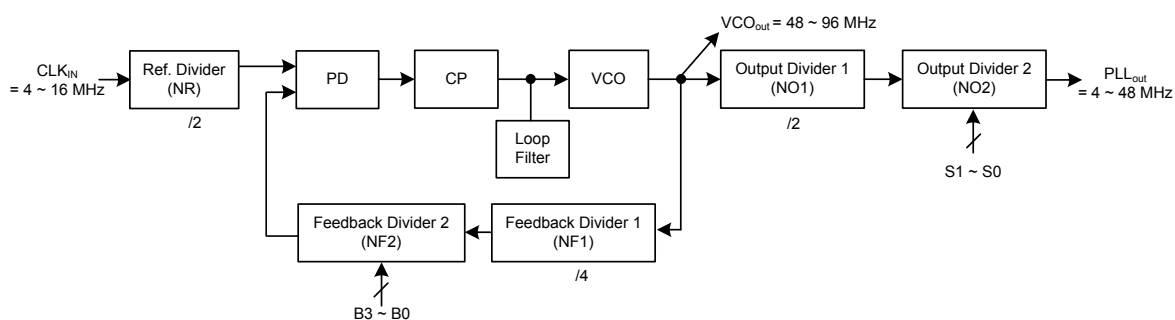 VCOout = 48 ~ 96 MHz
CLKIN
= 4 ~ 16 MHz
Ref. Divider
(NR)
/2
PD
CP
VCO
Loop
Filter
Output Divider 1
(NO1)
/2
Output Divider 2
(NO2)
PLLout
= 4 ~ 48 MHz
S1 ~ S0
Feedback Divider 2
(NF2)
B3 ~ B0
Feedback Divider 1
(NF1)
/4